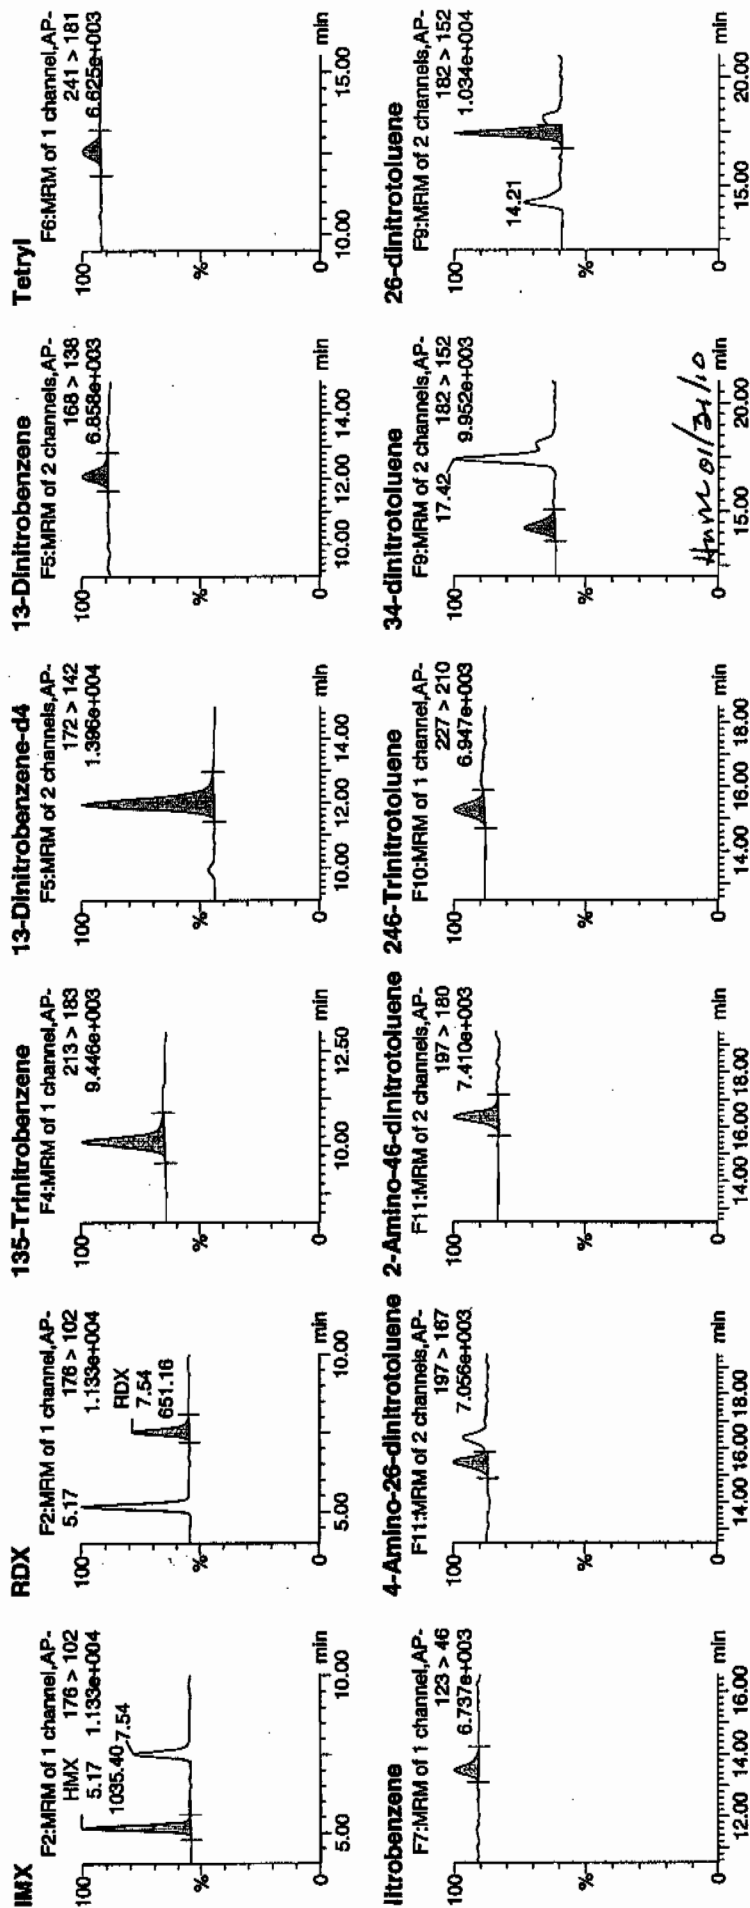 IMX
F2:MRM of 1 channel,AP-
HMX 176 > 102
5.17 1.133e+004
1035.40
7.54
100
%
0
5.00 10.00 min
RDX
F2:MRM of 1 channel,AP-
5.17 176 > 102
1.133e+004
RDX
7.54
651.16
100
%
0
5.00 10.00 min
135-Trinitrobenzene
F4:MRM of 1 channel,AP-
213 > 183
9.446e+003
100
%
0
10.00 12.50 min
13-Dinitrobenzene-d4
F5:MRM of 2 channels,AP-
172 > 142
1.396e+004
100
%
0
10.00 12.00 14.00 min
13-Dinitrobenzene
F5:MRM of 2 channels,AP-
168 > 138
6.858e+003
100
%
0
10.00 12.00 14.00 min
Tetryl
F6:MRM of 1 channel,AP-
241 > 181
6.625e+003
100
%
0
10.00 15.00 min
litrobenzene
F7:MRM of 1 channel,AP-
123 > 46
6.737e+003
100
%
0
12.00 14.00 16.00 min
4-Amino-26-dinitrotoluene
F11:MRM of 2 channels,AP-
197 > 167
7.056e+003
100
%
0
14.00 16.00 18.00 min
2-Amino-46-dinitrotoluene
F11:MRM of 2 channels,AP-
197 > 180
7.410e+003
100
%
0
14.00 16.00 18.00 min
246-Trinitrotoluene
F10:MRM of 1 channel,AP-
227 > 210
6.947e+003
100
%
0
14.00 16.00 18.00 min
34-dinitrotoluene
F9:MRM of 2 channels,AP-
17.42 182 > 152
9.952e+003
100
%
0
15.00 20.00 min
01/31/10
26-dinitrotoluene
F9:MRM of 2 channels,AP-
182 > 152
1.034e+004
14.21
100
%
0
15.00 20.00 min